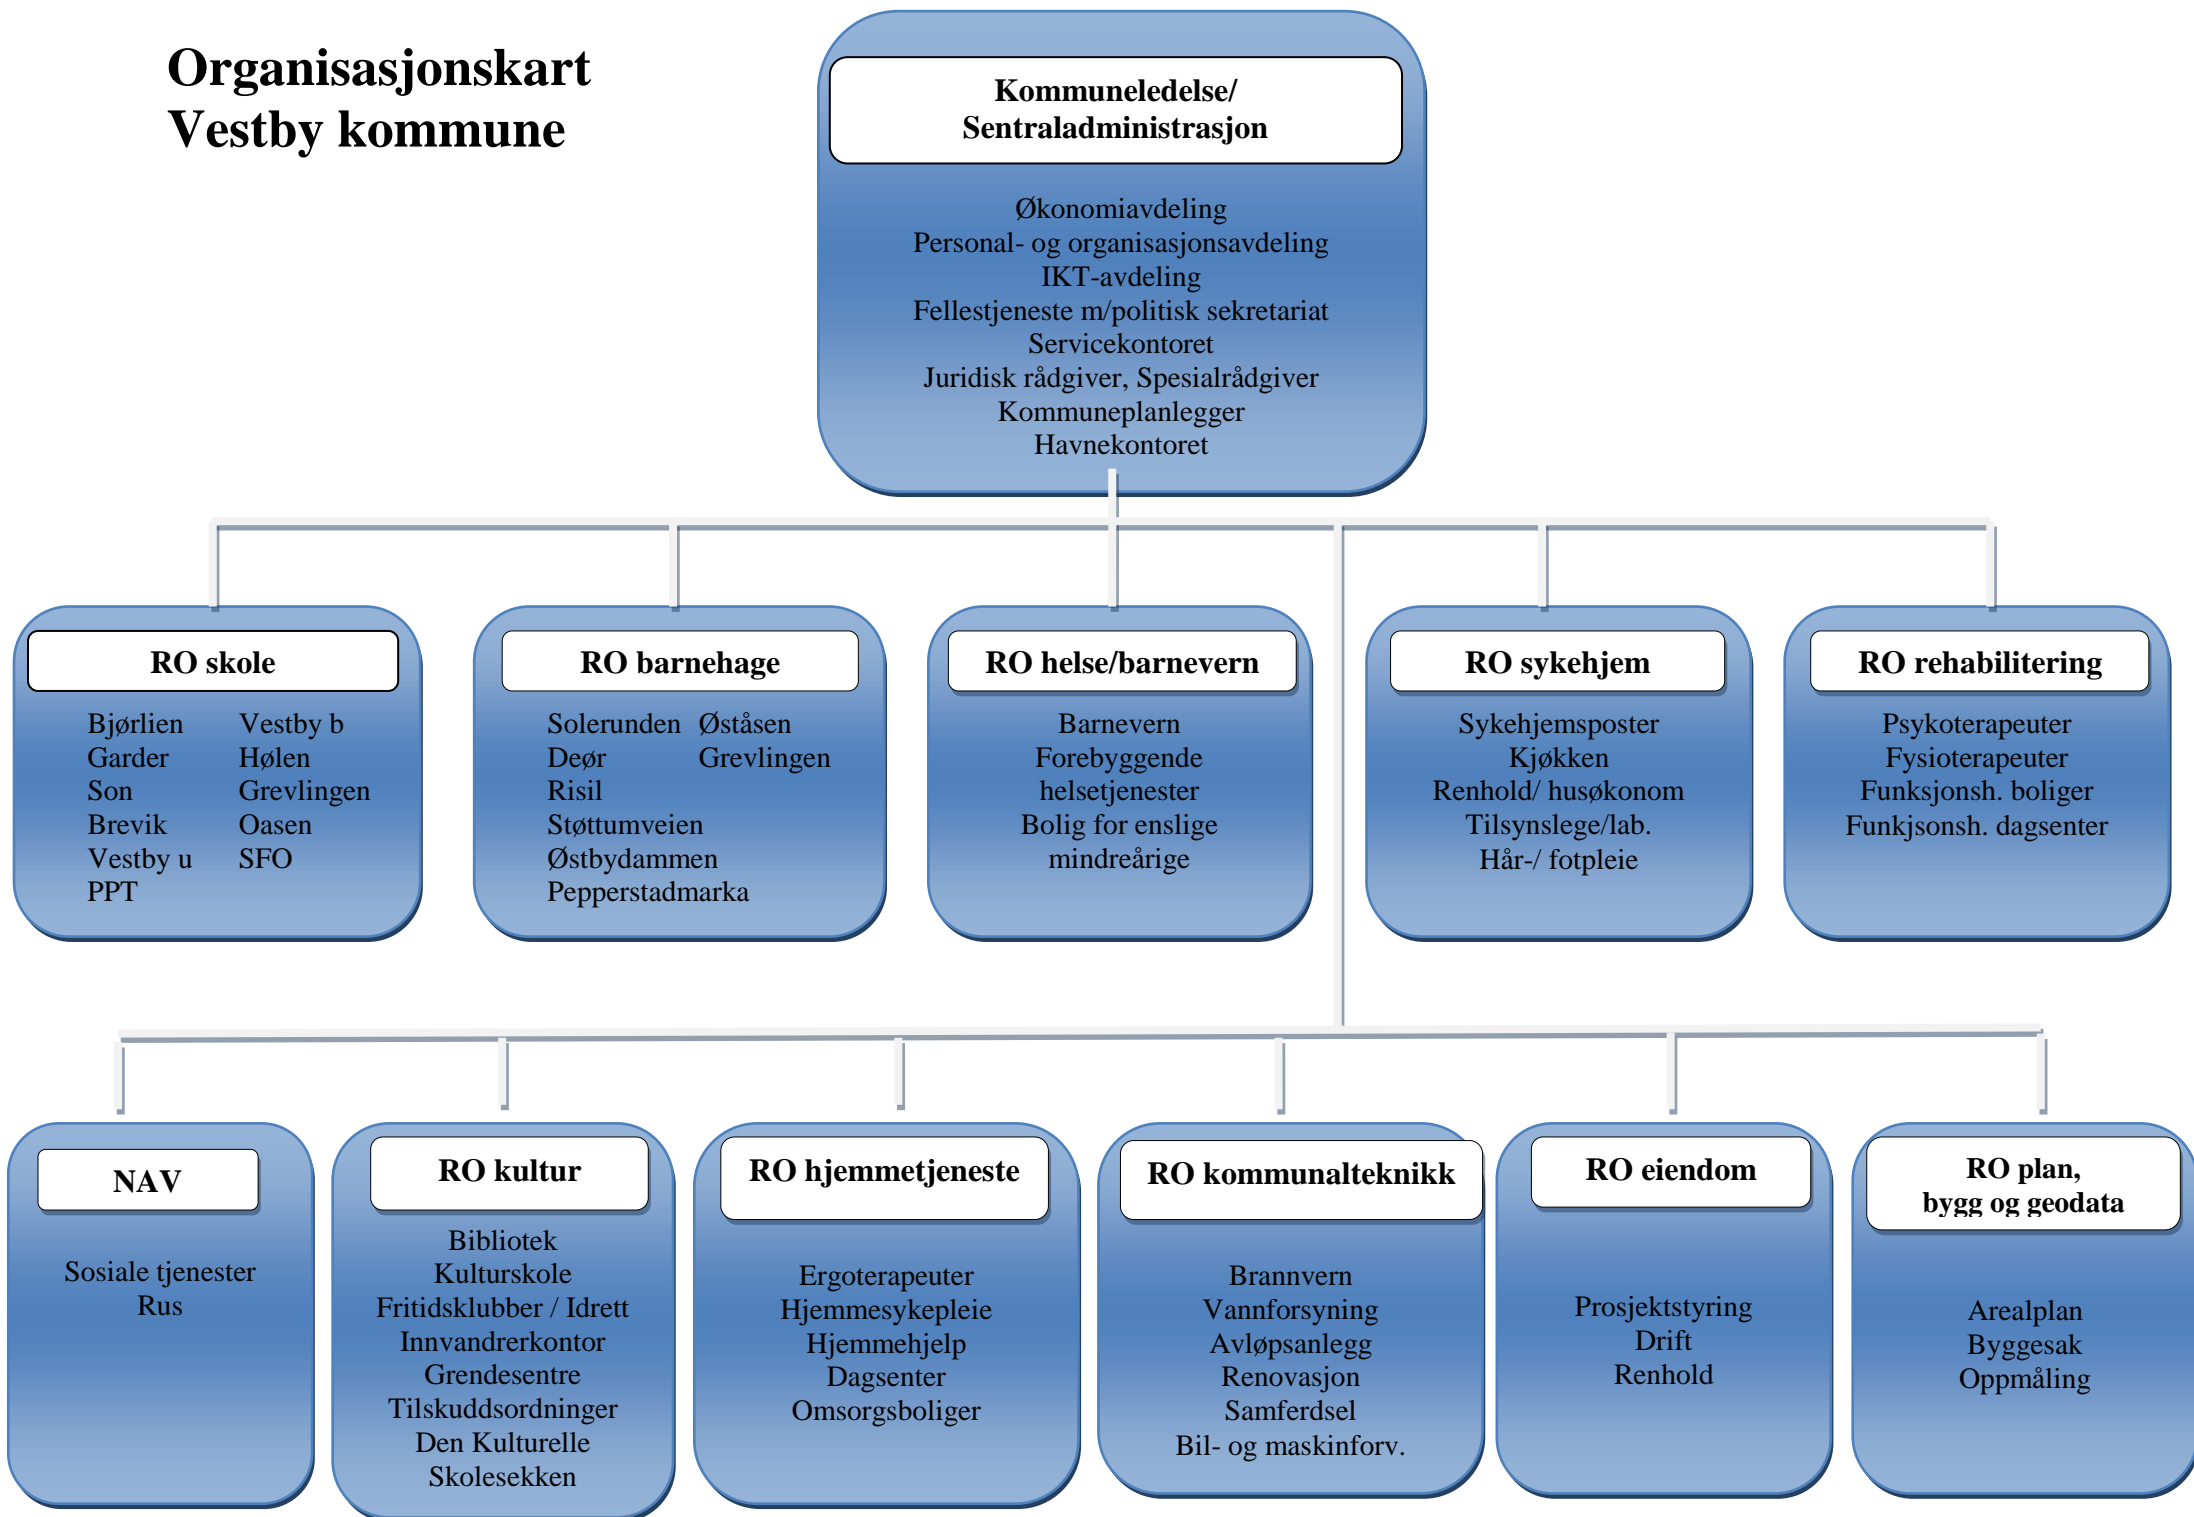 Organisasjonskart
Vestby kommune
Kommuneledelse/
Sentraladministrasjon
Økonomiavdeling
Personal- og organisasjonsavdeling
IKT-avdeling
Fellestjeneste m/politisk sekretariat
Servicekontoret
Juridisk rådgiver, Spesialrådgiver
Kommuneplanlegger
Havnekontoret
RO skole
Bjørlien Vestby b
Garder Hølen
Son Grevlingen
Brevik Oasen
Vestby u SFO
PPT
RO barnehage
Solerunden Øståsen
Deør Grevlingen
Risil
Støttumveien
Østbydammen
Pepperstadmarka
RO helse/barnevern
Barnevern
Forebyggende
helsetjenester
Bolig for enslige
mindreårige
RO sykehjem
Sykehjemsposter
Kjøkken
Renhold/ husøkonom
Tilsynslege/lab.
Hår-/ fotpleie
RO rehabilitering
Psykoterapeuter
Fysioterapeuter
Funksjonsh. boliger
Funkjsonsh. dagsenter
NAV
Sosiale tjenester
Rus
RO kultur
Bibliotek
Kulturskole
Fritidsklubber / Idrett
Innvandrerkontor
Grendesentre
Tilskuddsordninger
Den Kulturelle
Skolesekken
RO hjemmetjeneste
Ergoterapeuter
Hjemmesykepleie
Hjemmehjelp
Dagsenter
Omsorgsboliger
RO kommunalteknikk
Brannvern
Vannforsyning
Avløpsanlegg
Renovasjon
Samferdsel
Bil- og maskinforv.
RO eiendom
Prosjektstyring
Drift
Renhold
RO plan,
bygg og geodata
Arealplan
Byggesak
Oppmåling